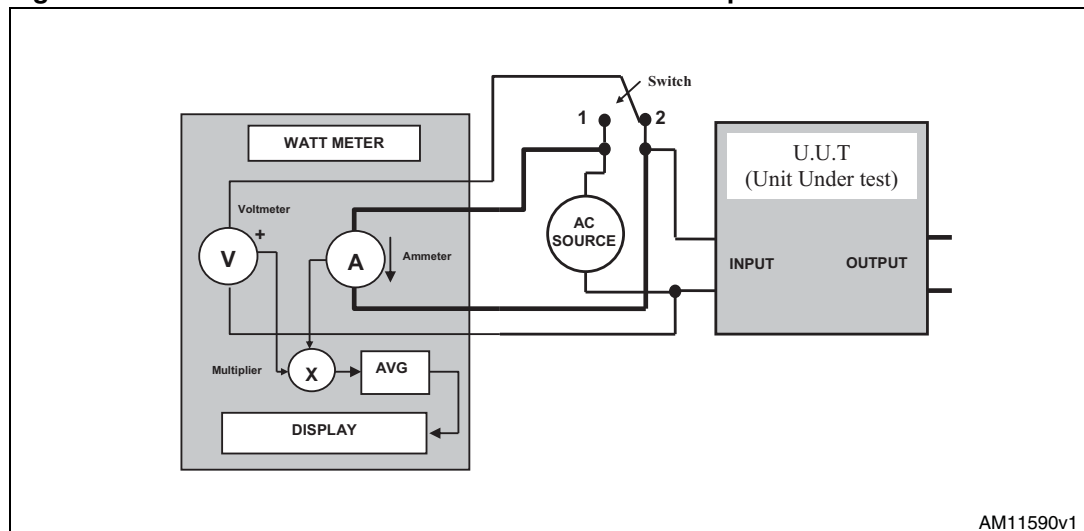 Switch
1
2
WATT METER
U.U.T
(Unit Under test)
Voltmeter
+
AC
SOURCE
V
A
Ammeter
INPUT
OUTPUT
Multiplier
X
AVG
DISPLAY
AM11590v1